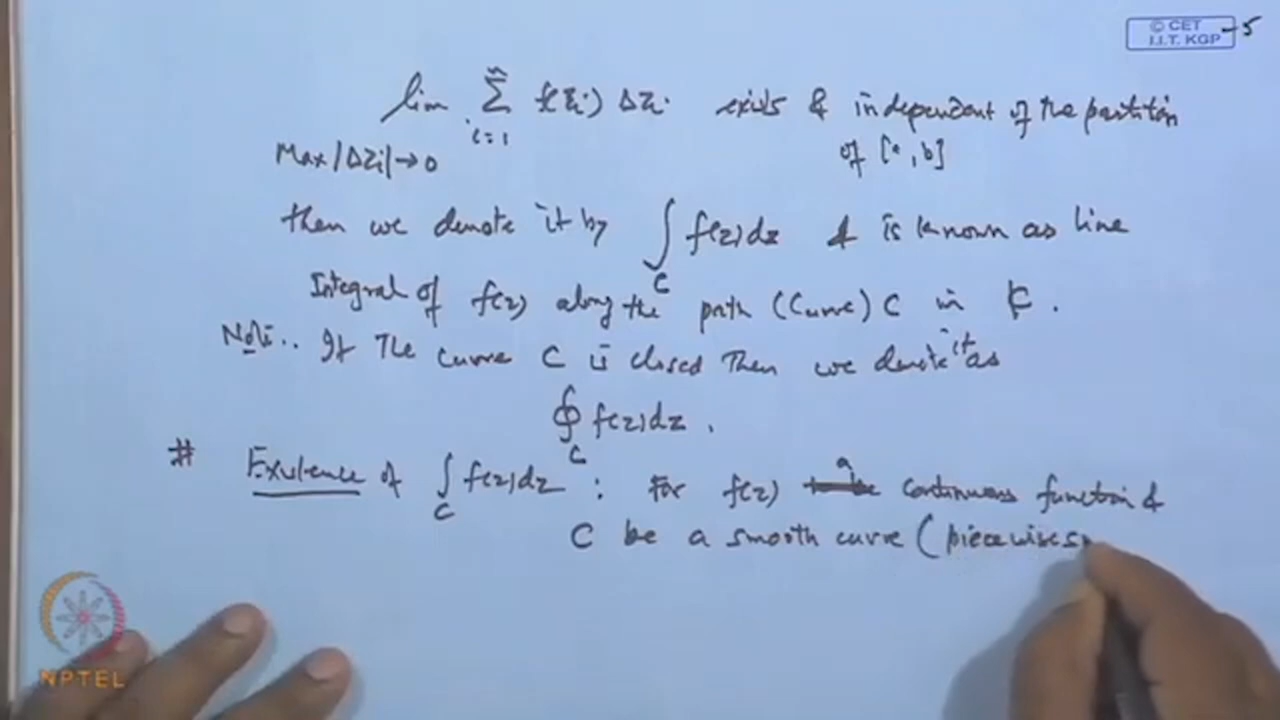 © CET
I.I.T. KGP
-5
lim Σ f(ξi) Δzi exists & independent of the partition
n
i=1
Max|Δzi|→0 of [a,b]
then we denote it by ∫ f(z)dz & is known as line
C
Integral of f(z) along the path (Curve) C in ₵.
Note.. If the curve C is closed then we denote it as
∮ f(z)dz.
C
# Existence of ∫ f(z)dz : For f(z) a continuous function &
C
C be a smooth curve (piecewise s
NPTEL